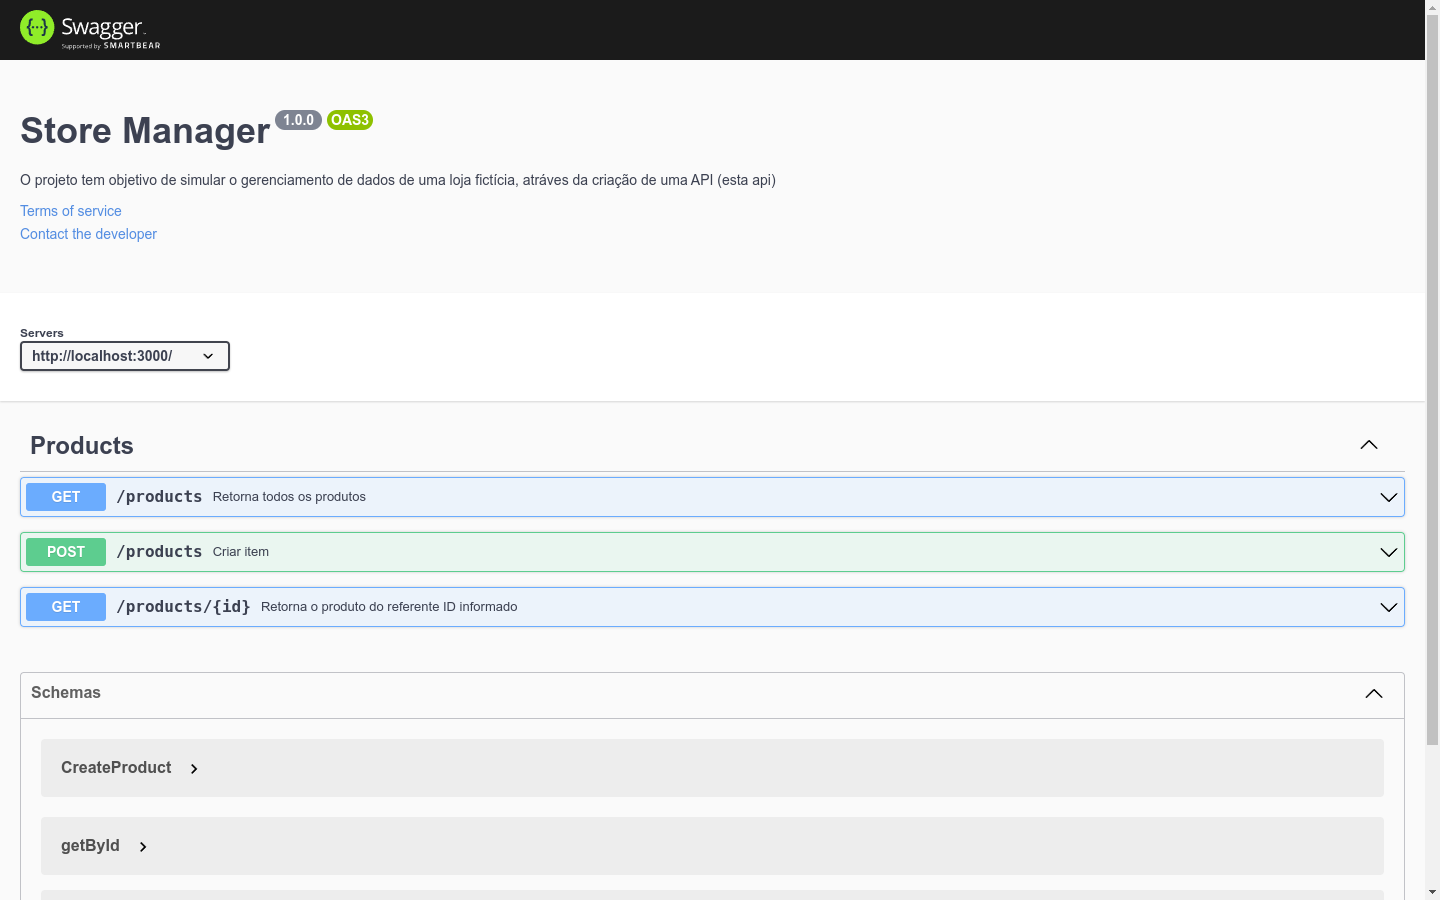 {···} Swagger
Supported by SMARTBEAR
Store Manager 1.0.0 OAS3
O projeto tem objetivo de simular o gerenciamento de dados de uma loja fictícia, atráves da criação de uma API (esta api)
Terms of service
Contact the developer
Servers
http://localhost:3000/
Products
GET /products Retorna todos os produtos
POST /products Criar item
GET /products/{id} Retorna o produto do referente ID informado
Schemas
CreateProduct
getById